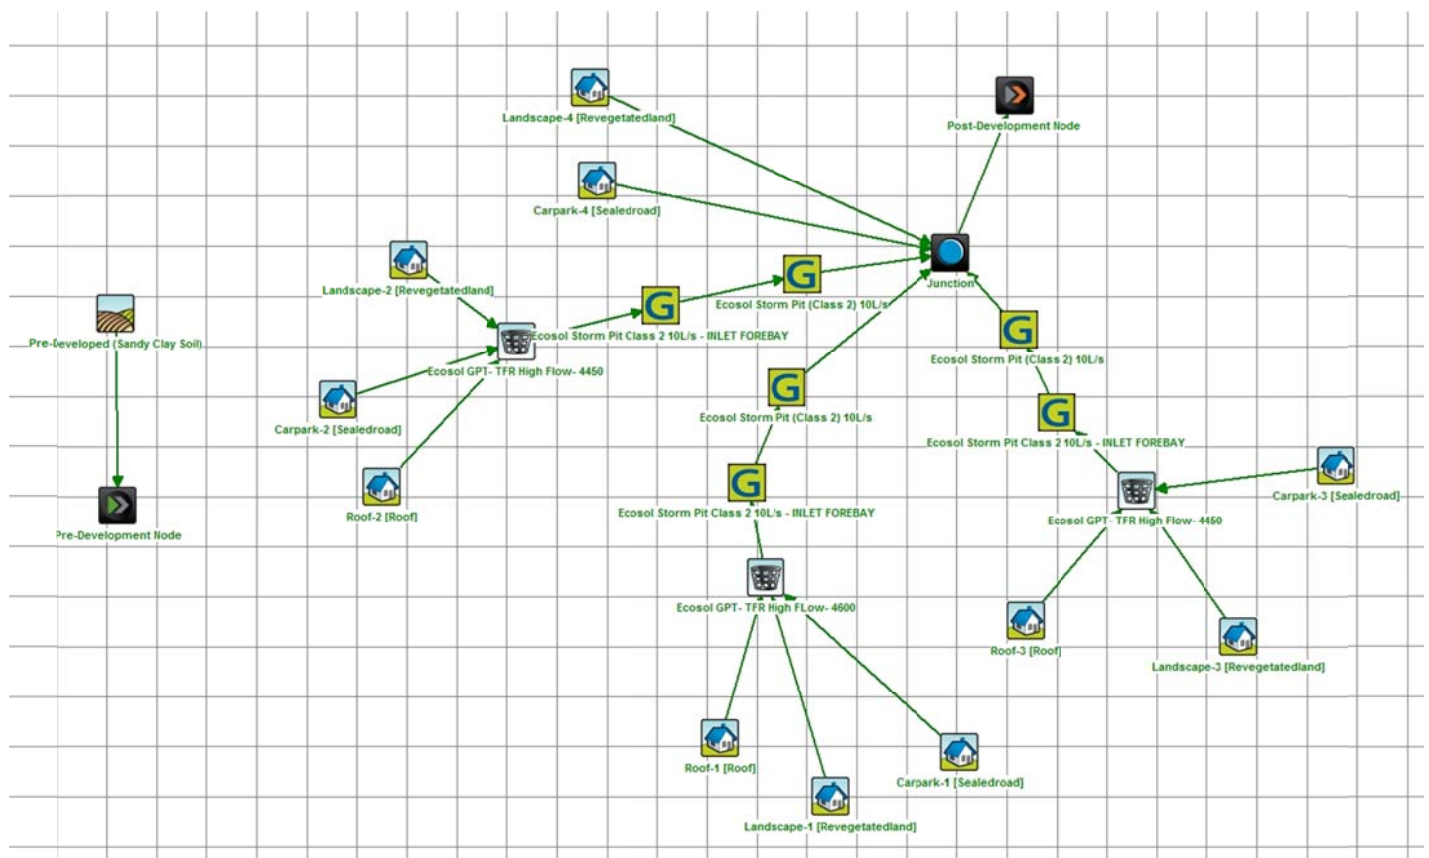 Landscape-4 [Revegetatedland]
Post-Development Node
Carpark-4 [Sealedroad]
Landscape-2 [Revegetatedland]
Junction
Ecosol Storm Pit (Class 2) 10L/s
Ecosol Storm Pit Class 2 10L/s - INLET FOREBAY
Pre-Developed (Sandy Clay Soil)
Ecosol Storm Pit (Class 2) 10L/s
Ecosol GPT- TFR High Flow- 4450
Ecosol Storm Pit (Class 2) 10L/s
Carpark-2 [Sealedroad]
Ecosol Storm Pit Class 2 10L/s - INLET FOREBAY
Carpark-3 [Sealedroad]
Roof-2 [Roof]
Ecosol Storm Pit Class 2 10L/s - INLET FOREBAY
Ecosol GPT- TFR High Flow- 4450
Pre-Development Node
Ecosol GPT- TFR High FLow- 4600
Roof-3 [Roof]
Landscape-3 [Revegetatedland]
Roof-1 [Roof]
Carpark-1 [Sealedroad]
Landscape-1 [Revegetatedland]
G
G
G
G
G
G